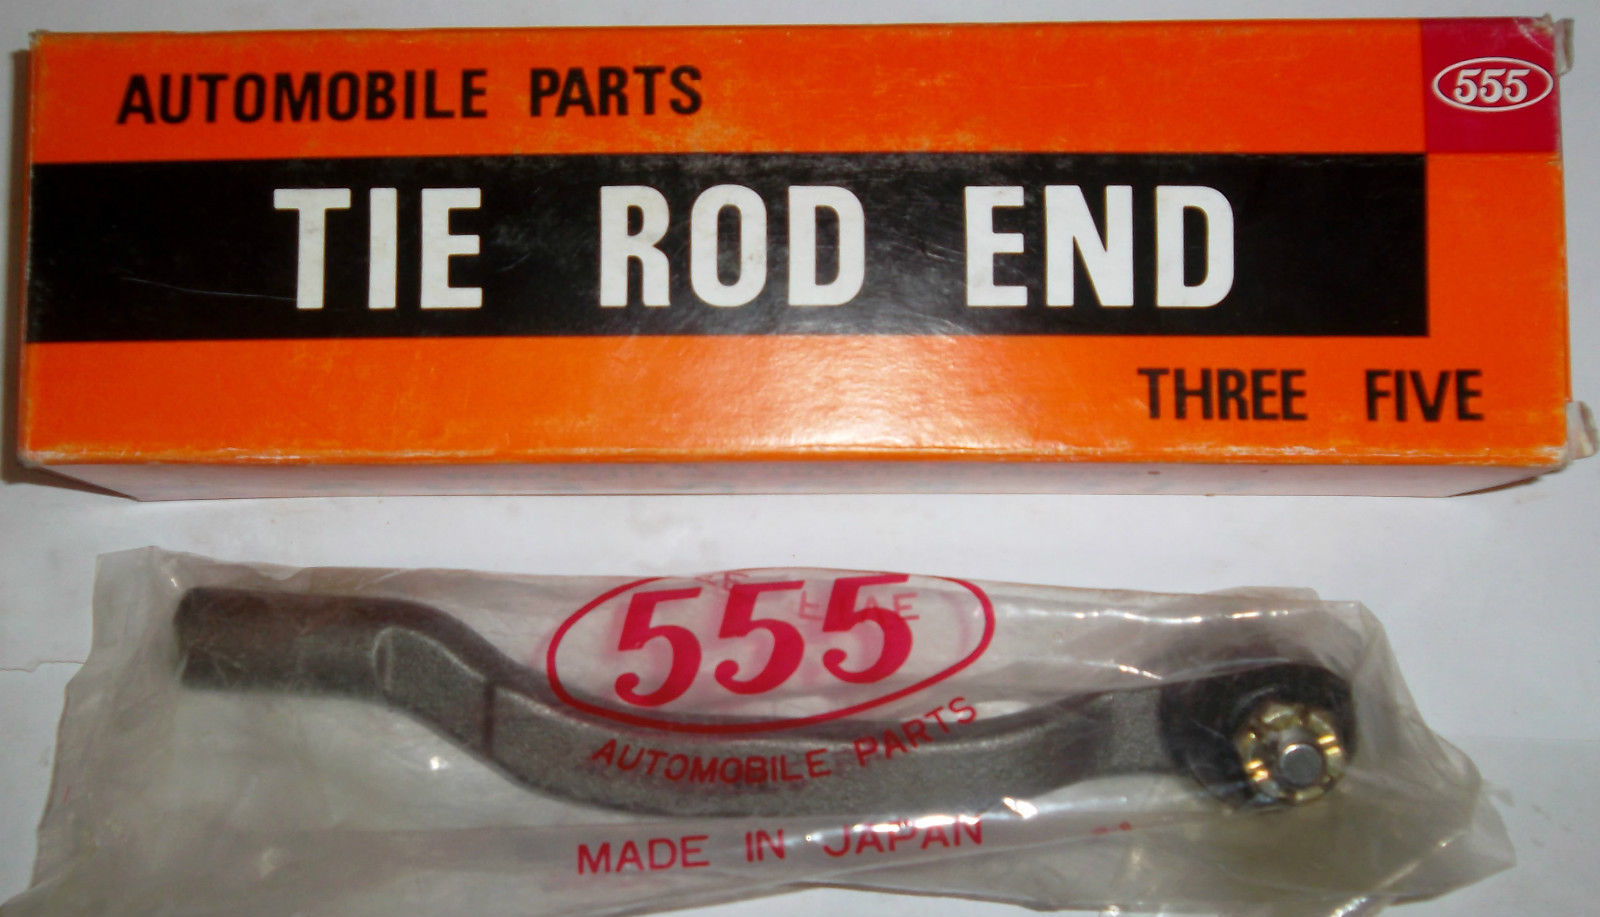 AUTOMOBILE PARTS
555
TIE ROD END
THREE FIVE
555
AUTOMOBILE PARTS
MADE IN JAPAN